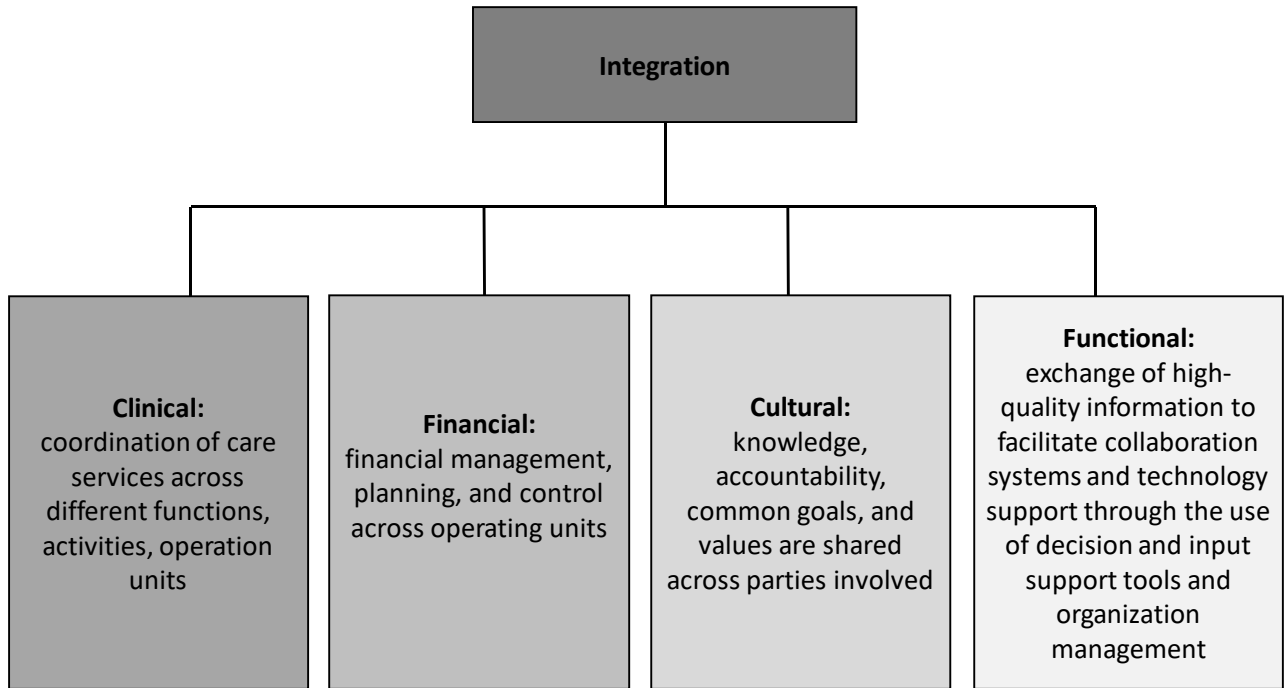 Integration
Clinical:
coordination of care
services across
different functions,
activities, operation
units
Financial:
financial management,
planning, and control
across operating units
Cultural:
knowledge,
accountability,
common goals, and
values are shared
across parties involved
Functional:
exchange of high-
quality information to
facilitate collaboration
systems and technology
support through the use
of decision and input
support tools and
organization
management